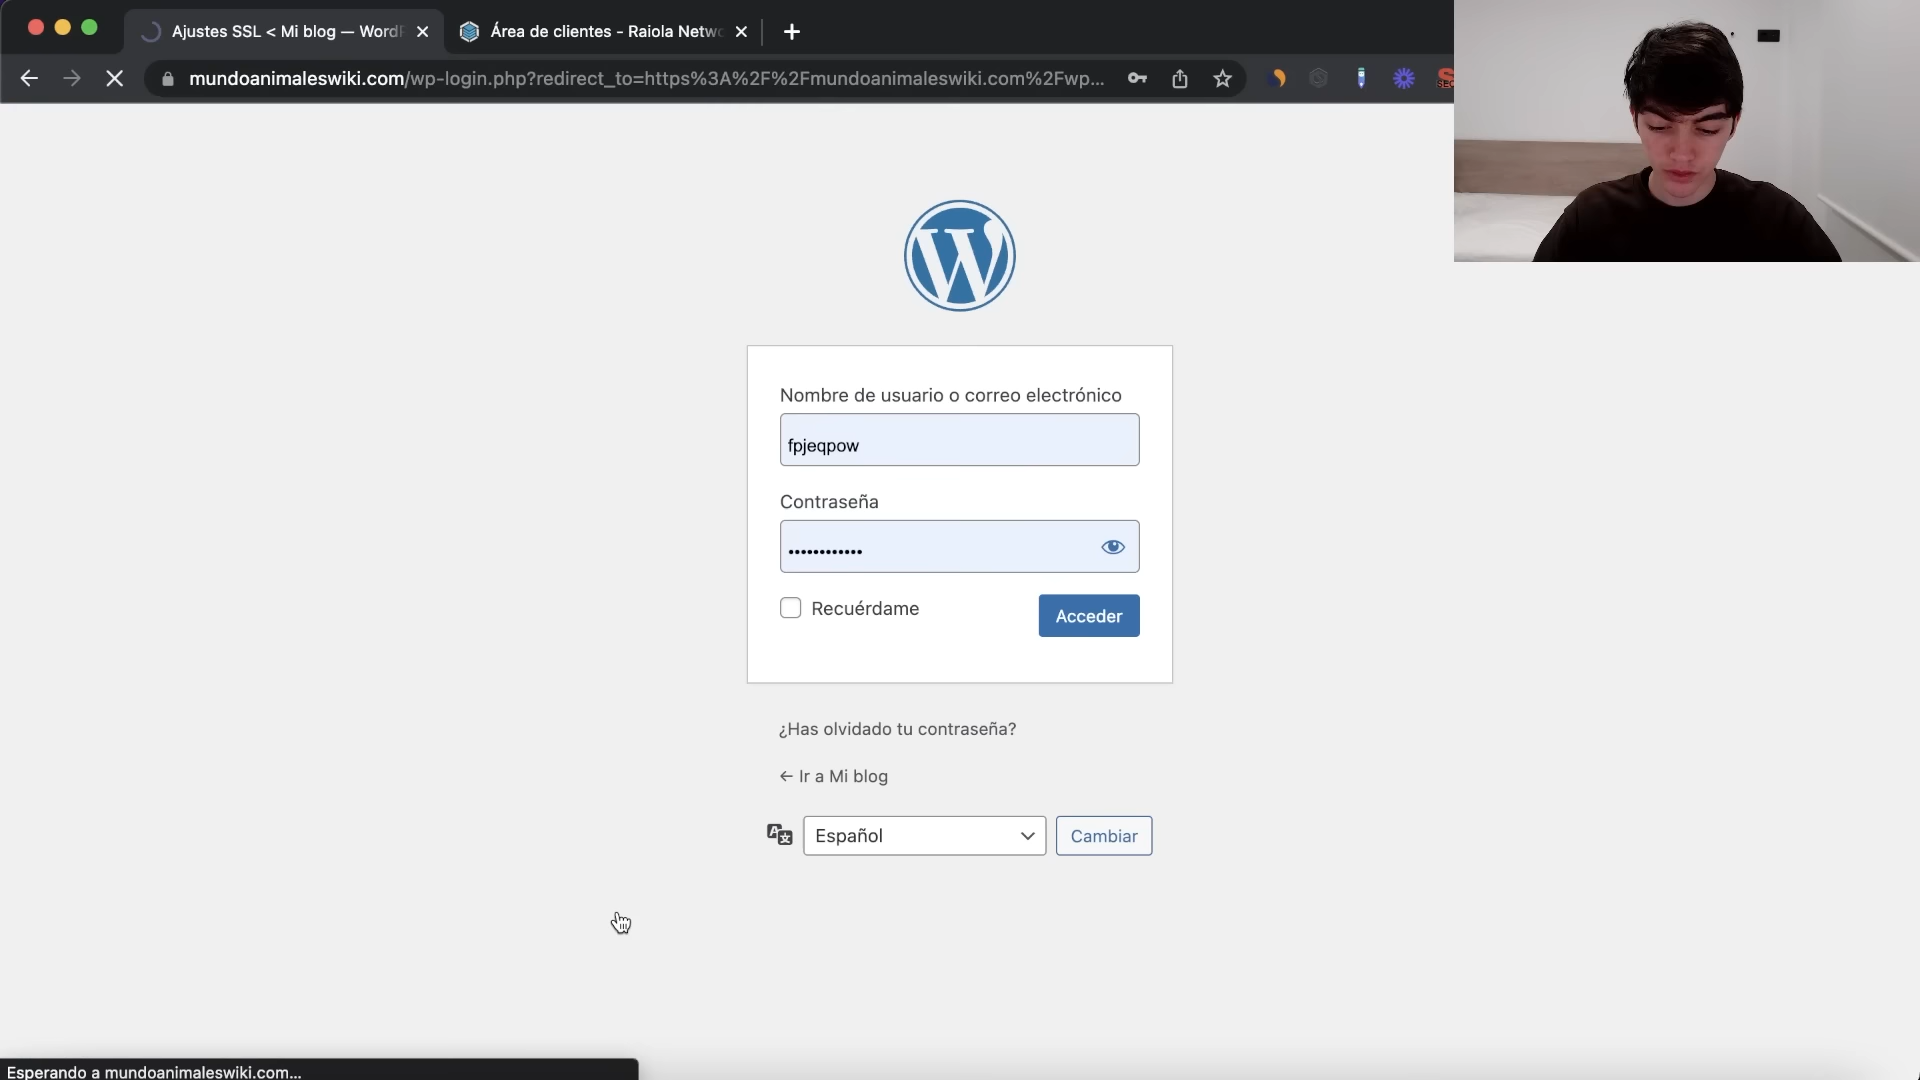 Ajustes SSL < Mi blog — WordP
Área de clientes - Raiola Netwo
mundoanimaleswiki.com/wp-login.php?redirect_to=https%3A%2F%2Fmundoanimaleswiki.com%2Fwp...
Nombre de usuario o correo electrónico
fpjeqpow
Contraseña
••••••••••••
Recuérdame
Acceder
¿Has olvidado tu contraseña?
← Ir a Mi blog
Español
Cambiar
Esperando a mundoanimaleswiki.com...